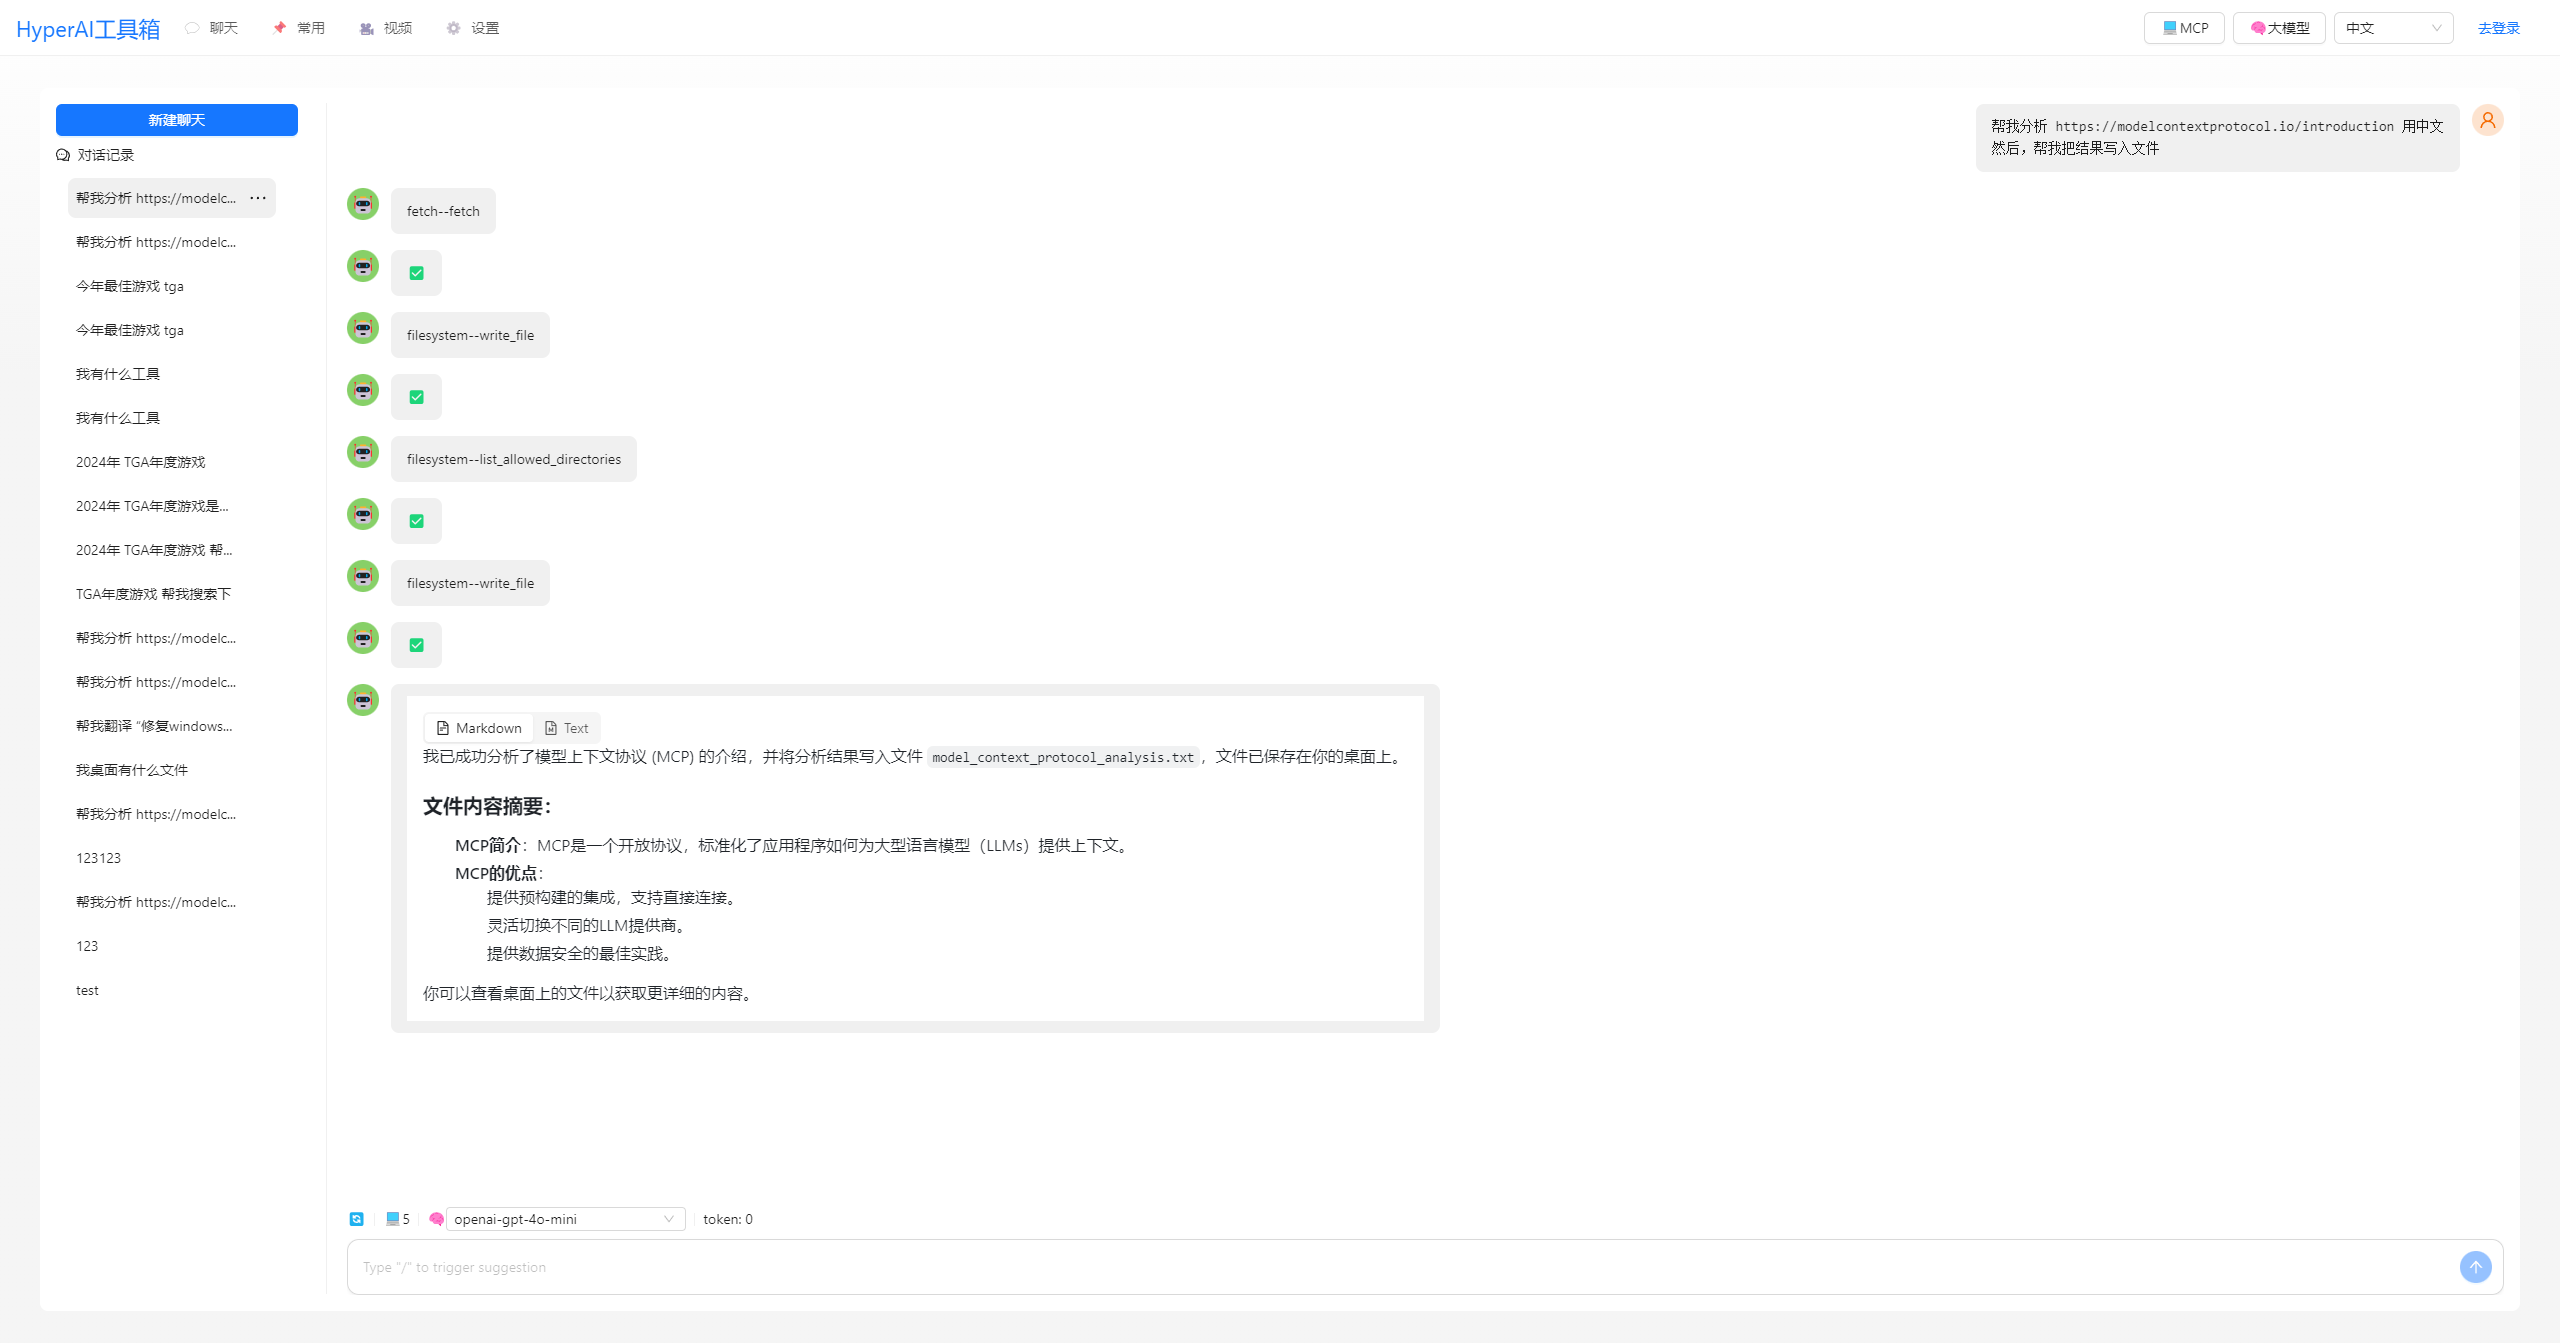 HyperAI工具箱
聊天
常用
视频
设置
MCP
大模型
中文
去登录
新建聊天
对话记录
帮我分析 https://modelc...
帮我分析 https://modelc...
今年最佳游戏 tga
今年最佳游戏 tga
我有什么工具
我有什么工具
2024年 TGA年度游戏
2024年 TGA年度游戏是...
2024年 TGA年度游戏 帮...
TGA年度游戏 帮我搜索下
帮我分析 https://modelc...
帮我分析 https://modelc...
帮我翻译 “修复windows...
我桌面有什么文件
帮我分析 https://modelc...
123123
帮我分析 https://modelc...
123
test
帮我分析 https://modelcontextprotocol.io/introduction 用中文
然后，帮我把结果写入文件
fetch--fetch
filesystem--write_file
filesystem--list_allowed_directories
filesystem--write_file
Markdown
Text
我已成功分析了模型上下文协议 (MCP) 的介绍，并将分析结果写入文件 model_context_protocol_analysis.txt，文件已保存在你的桌面上。
文件内容摘要：
MCP简介：MCP是一个开放协议，标准化了应用程序如何为大型语言模型（LLMs）提供上下文。
MCP的优点：
提供预构建的集成，支持直接连接。
灵活切换不同的LLM提供商。
提供数据安全的最佳实践。
你可以查看桌面上的文件以获取更详细的内容。
5
openai-gpt-4o-mini
token: 0
Type "/" to trigger suggestion